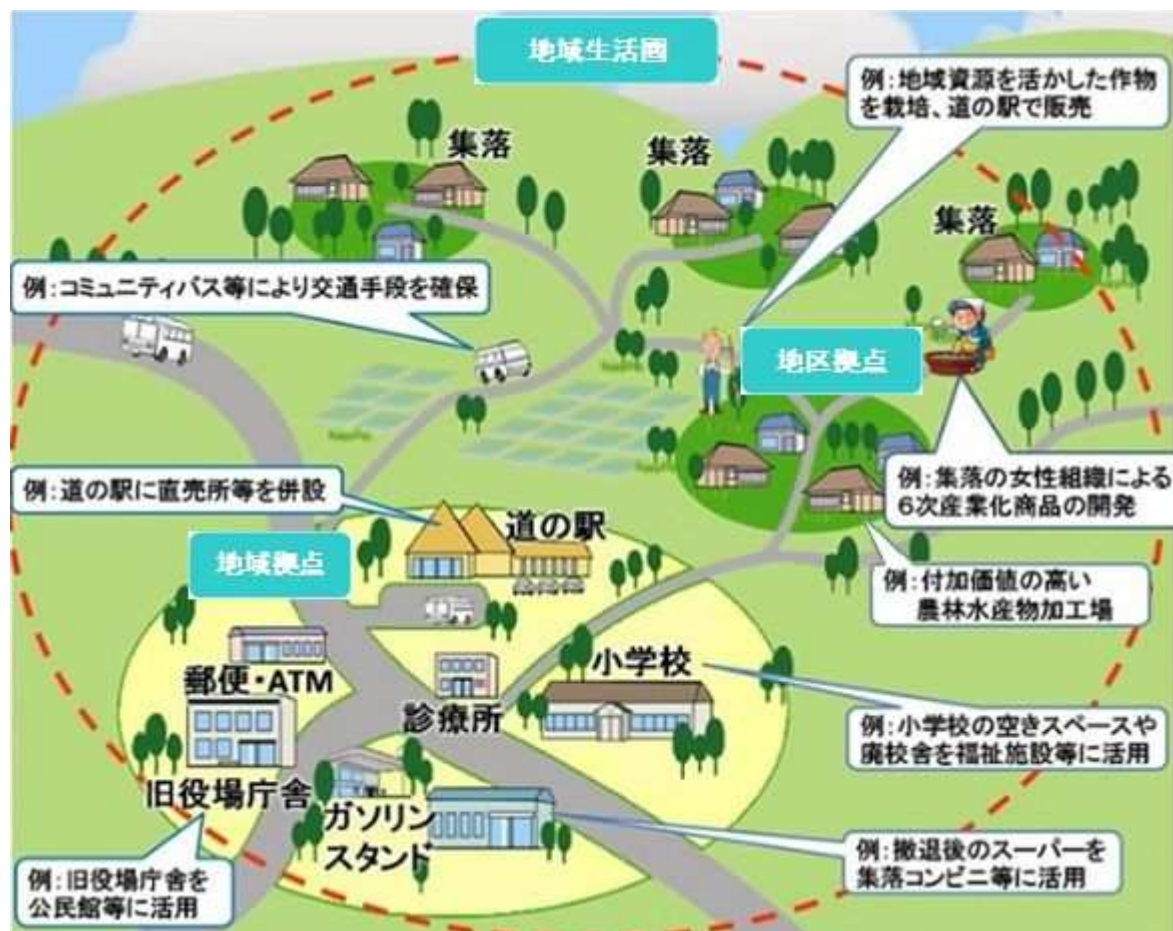 地域生活圏
例：地域資源を活かした作物
を栽培、道の駅で販売
集落
集落
集落
例：コミュニティバス等により交通手段を確保
地区拠点
例：集落の女性組織による
６次産業化商品の開発
例：道の駅に直売所等を併設
道の駅
地域拠点
例：付加価値の高い
農林水産物加工場
郵便・ATM
診療所
小学校
例：小学校の空きスペースや
廃校舎を福祉施設等に活用
旧役場庁舎
ガソリン
スタンド
例：撤退後のスーパーを
集落コンビニ等に活用
例：旧役場庁舎を
公民館等に活用